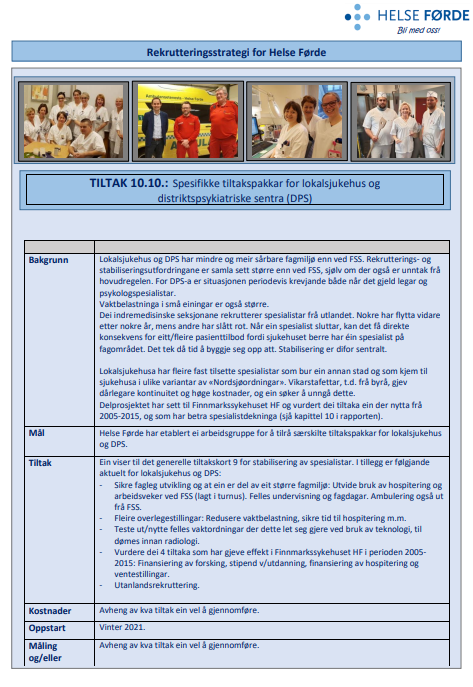 HELSE FØRDE
Bli med oss!
Rekrutteringsstrategi for Helse Førde
TILTAK 10.10.: Spesifikke tiltakspakkar for lokalsjukehus og
distriktspsykiatriske sentra (DPS)
Bakgrunn
Lokalsjukehus og DPS har mindre og meir sårbare fagmiljø enn ved FSS. Rekrutterings- og
stabiliseringsutfordringane er samla sett større enn ved FSS, sjølv om der også er unntak frå
hovudregelen. For DPS-a er situasjonen periodevis krevjande både når det gjeld legar og
psykologspesialistar.
Vaktbelastninga i små einingar er også større.
Dei indremedisinske seksjonane rekrutterer spesialistar frå utlandet. Nokre har flytta vidare
etter nokre år, mens andre har slått rot. Når ein spesialist sluttar, kan det få direkte
konsekvens for eitt/fleire pasienttilbod fordi sjukehuset berre har éin spesialist på
fagområdet. Det tek då tid å byggje seg opp att. Stabilisering er difor sentralt.
Lokalsjukehusa har fleire fast tilsette spesialistar som bur ein annan stad og som kjem til
sjukehusa i ulike variantar av «Nordsjøordningar». Vikarstafettar, t.d. frå byrå, gjev
dårlegare kontinuitet og høge kostnader, og ein søker å unngå dette.
Delprosjektet har sett til Finnmarkssykehuset HF og vurdert dei tiltaka ein der nytta frå
2005-2015, og som har betra spesialistdekninga (sjå kapittel 10 i rapporten).
Mål
Helse Førde har etablert ei arbeidsgruppe for å tilrå særskilte tiltakspakkar for lokalsjukehus
og DPS.
Tiltak
Ein viser til det generelle tiltakskort 9 for stabilisering av spesialistar. I tillegg er følgjande
aktuelt for lokalsjukehus og DPS:
- Sikre fagleg utvikling og at ein er del av eit større fagmiljø: Utvide bruk av hospitering og
arbeidsveker ved FSS (lagt i turnus). Felles undervisning og fagdagar. Ambulering også ut
frå FSS.
- Fleire overlegestillingar: Redusere vaktbelastning, sikre tid til hospitering m.m.
- Teste ut/nytte felles vaktordningar der dette let seg gjere ved bruk av teknologi, til
dømes innan radiologi.
- Vurdere dei 4 tiltaka som har gjeve effekt i Finnmarkssykehuset HF i perioden 2005-
2015: Finansiering av forsking, stipend v/utdanning, finansiering av hospitering og
ventestillingar.
- Utanlandsrekruttering.
Kostnader
Avheng av kva tiltak ein vel å gjennomføre.
Oppstart
Vinter 2021.
Måling
og/eller
Avheng av kva tiltak ein vel å gjennomføre.